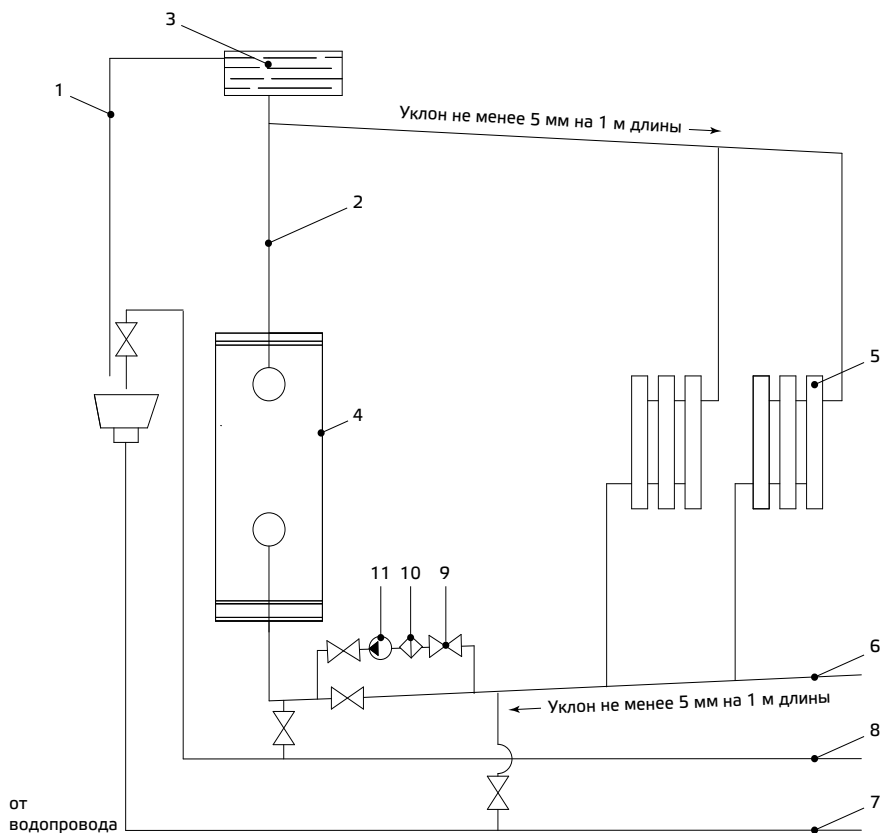 3
1
Уклон не менее 5 мм на 1 м длины
2
5
4
11 10 9
6
Уклон не менее 5 мм на 1 м длины
8
от
водопровода
7